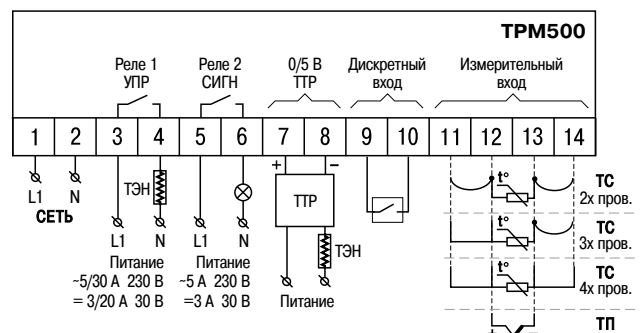 ТРМ500
Реле 1 Реле 2 0/5 В Дискретный Измерительный
УПР СИГН ТТР вход вход
1 2 3 4 5 6 7 8 9 10 11 12 13 14
+ –
L1 N ТЭН ТТР t° ТС
СЕТЬ 2х пров.
L1 N L1 N ТЭН t° ТС
3х пров.
Питание Питание Питание t° ТС
~5/30 А 230 В ~5 А 230 В 4х пров.
= 3/20 А 30 В =3 А 30 В
ТП